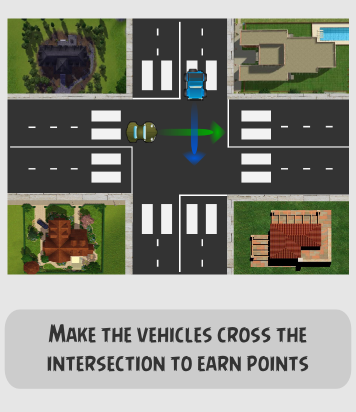 MAKE THE VEHICLES CROSS THE
INTERSECTION TO EARN POINTS